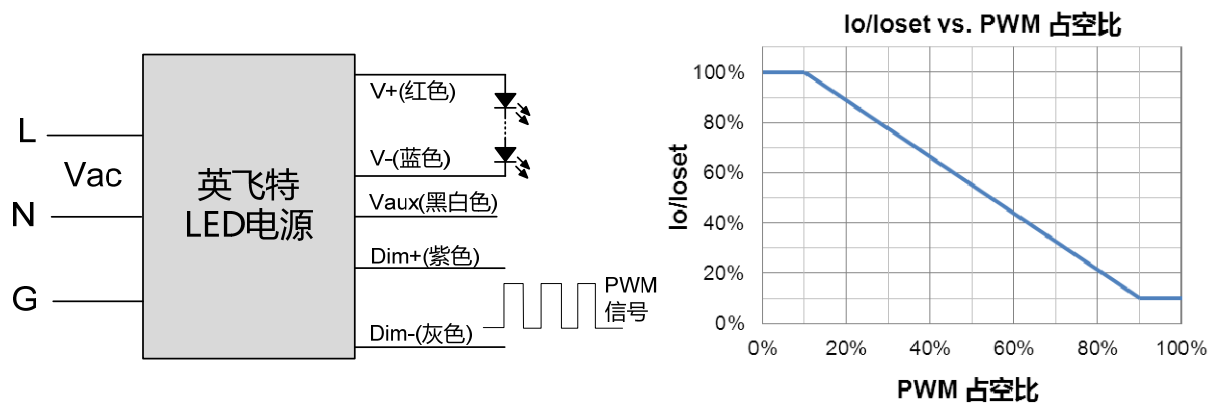 L
Vac
N
G
英飞特
LED电源
V+(红色)
V-(蓝色)
Vaux(黑白色)
Dim+(紫色)
PWM
信号
Dim-(灰色)
Io/Ioset vs. PWM 占空比
Io/Ioset
100%
80%
60%
40%
20%
0%
0% 20% 40% 60% 80% 100%
PWM 占空比